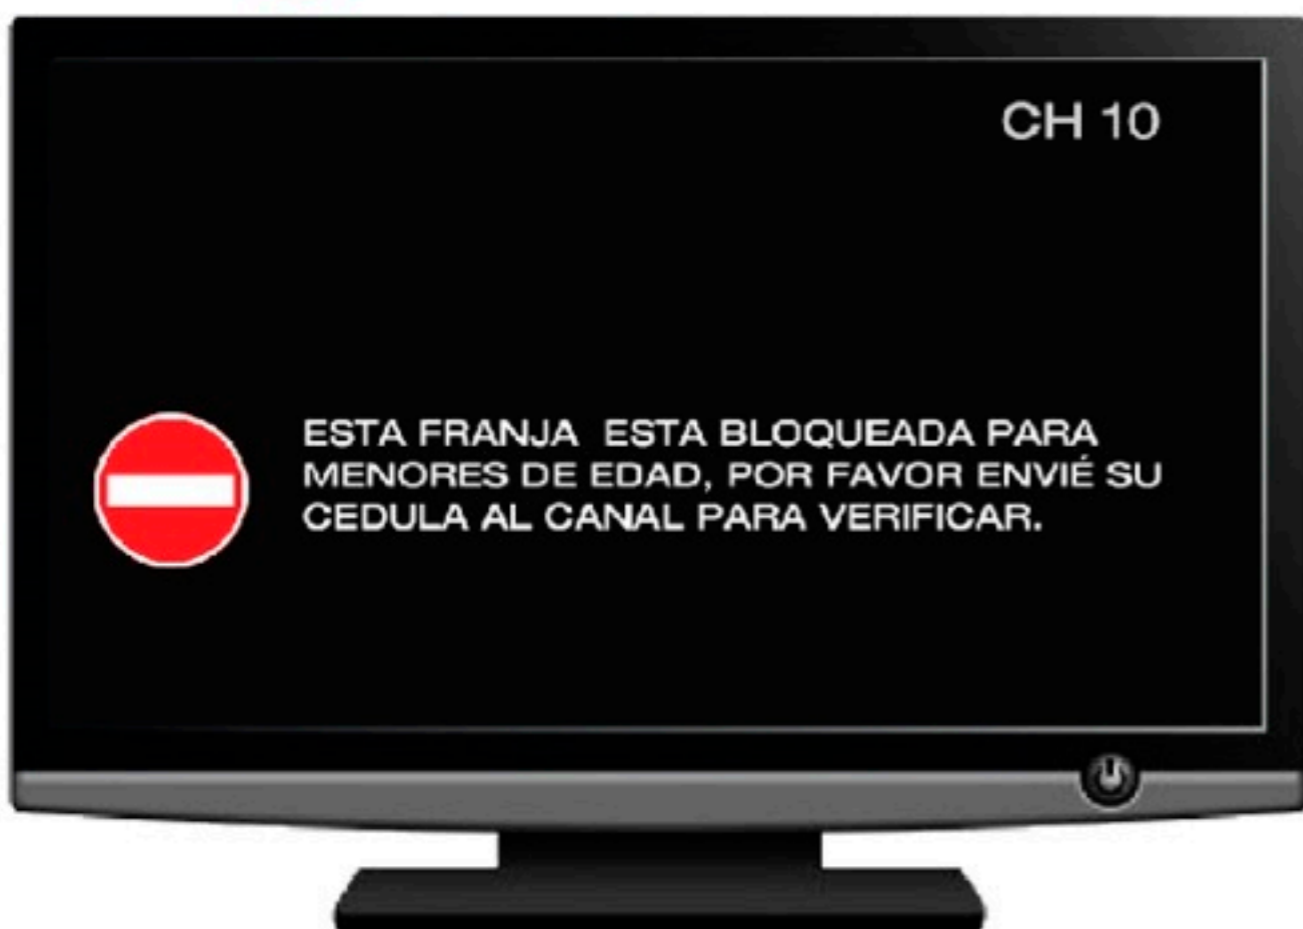 CH 10
ESTA FRANJA ESTA BLOQUEADA PARA
MENORES DE EDAD, POR FAVOR ENVIÉ SU
CEDULA AL CANAL PARA VERIFICAR.